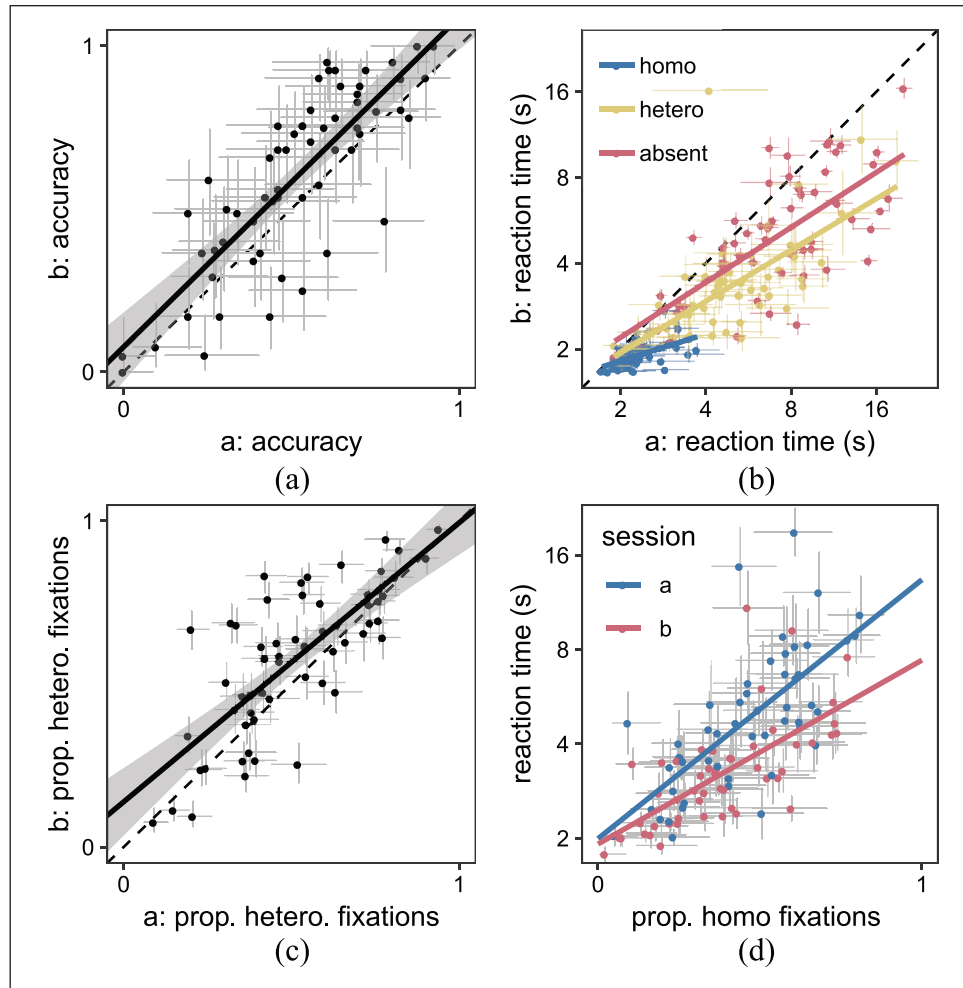 1
b: accuracy
0
0
1
a: accuracy
(a)
homo
hetero
absent
16
8
4
2
b: reaction time (s)
2
4
8
16
a: reaction time (s)
(b)
1
b: prop. hetero. fixations
0
0
1
a: prop. hetero. fixations
(c)
session
a
b
16
8
4
2
reaction time (s)
0
1
prop. homo fixations
(d)